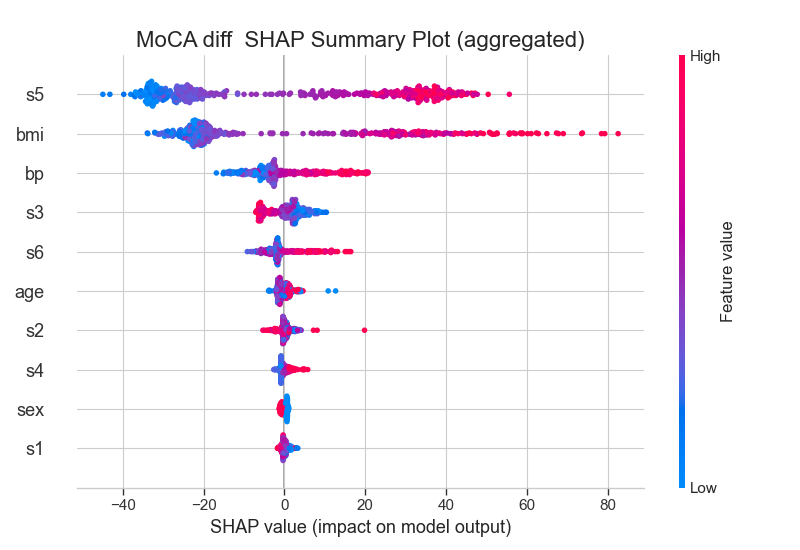 MoCA diff  SHAP Summary Plot (aggregated)
High
s5
bmi
bp
s3
s6
age
s2
s4
sex
s1
Feature value
Low
−40 −20 0 20 40 60 80
SHAP value (impact on model output)